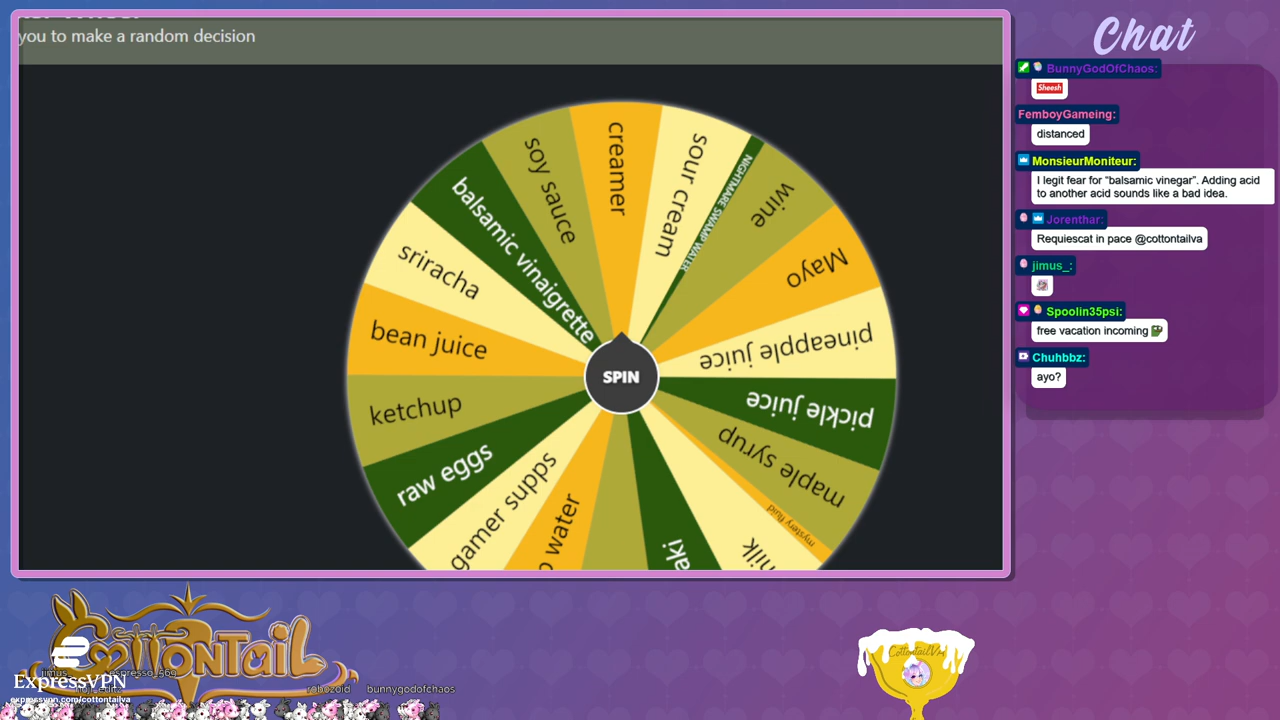 you to make a random decision
creamer
sour cream
NIGHTMARE SWAMP WATER
wine
Mayo
pineapple juice
pickle juice
maple syrup
mystery fluid
water
gamer supps
raw eggs
ketchup
bean juice
sriracha
balsamic vinaigrette
soy sauce
SPIN
Chat
BunnyGodOfChaos:
Sheesh
FemboyGameing:
distanced
MonsieurMoniteur:
I legit fear for "balsamic vinegar". Adding acid
to another acid sounds like a bad idea.
Jorenthar:
Requiescat in pace @cottontailva
jimus_:
Spoolin35psi:
free vacation incoming
Chuhbbz:
ayo?
COTTONTAIL
ExpressVPN
expressvpn.com/cottontailva
robozoid
bunnygodofchaos
CottontailVA